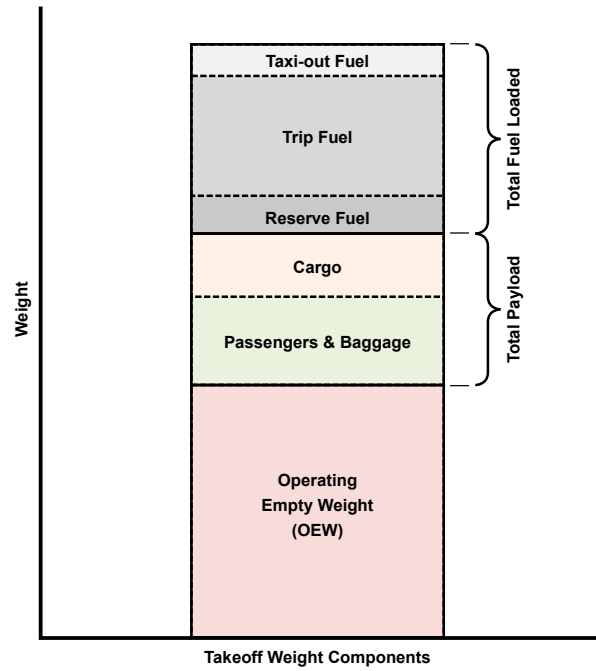 Taxi-out Fuel
Trip Fuel
Reserve Fuel
Cargo
Passengers & Baggage
Operating
Empty Weight
(OEW)
Total Fuel Loaded
Total Payload
Weight
Takeoff Weight Components